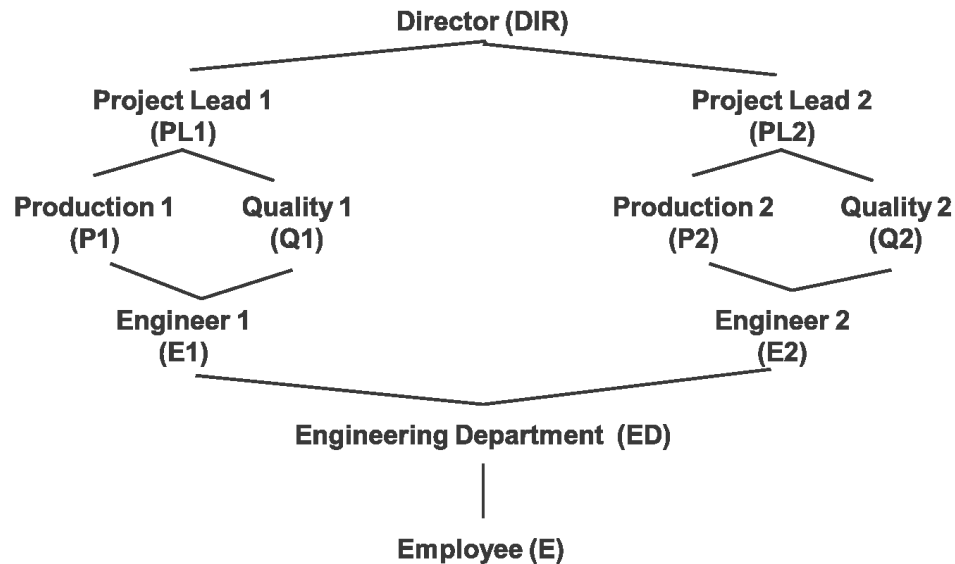 Director (DIR)
Project Lead 1
(PL1)
Project Lead 2
(PL2)
Production 1
(P1)
Quality 1
(Q1)
Production 2
(P2)
Quality 2
(Q2)
Engineer 1
(E1)
Engineer 2
(E2)
Engineering Department (ED)
Employee (E)